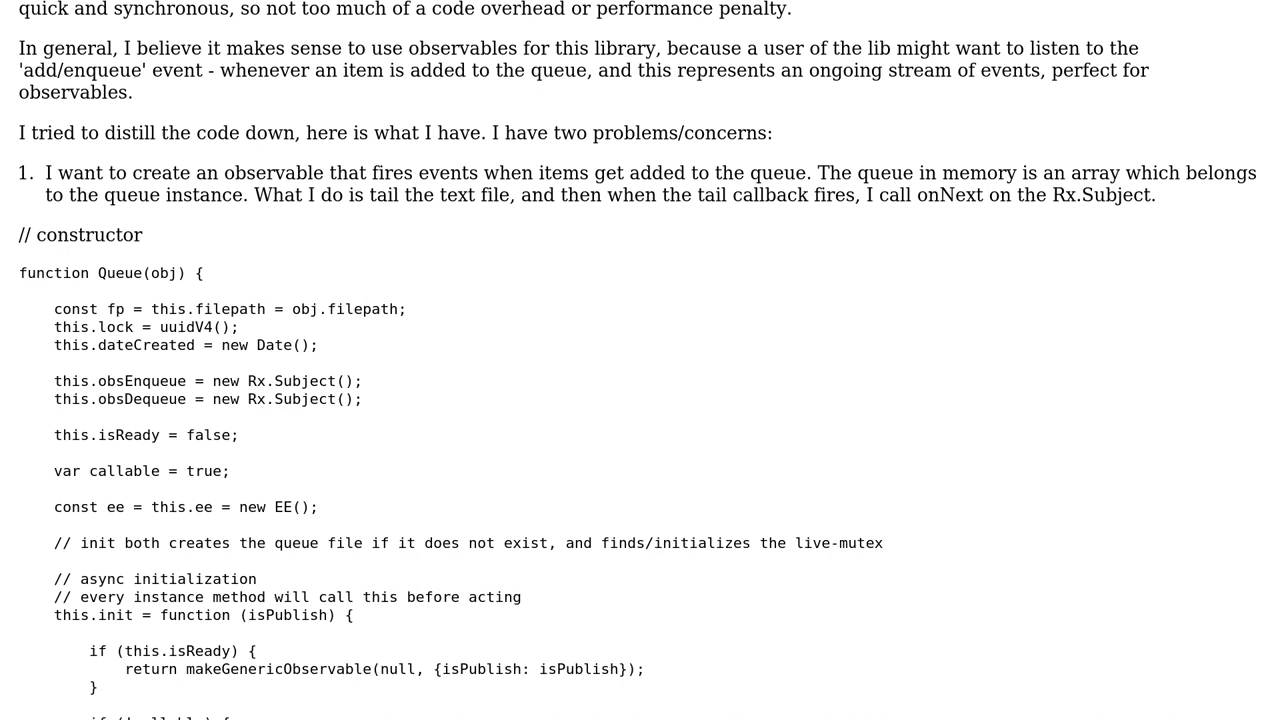 quick and synchronous, so not too much of a code overhead or performance penalty.
In general, I believe it makes sense to use observables for this library, because a user of the lib might want to listen to the
'add/enqueue' event - whenever an item is added to the queue, and this represents an ongoing stream of events, perfect for
observables.
I tried to distill the code down, here is what I have. I have two problems/concerns:
1. I want to create an observable that fires events when items get added to the queue. The queue in memory is an array which belongs
to the queue instance. What I do is tail the text file, and then when the tail callback fires, I call onNext on the Rx.Subject.
// constructor
function Queue(obj) {
    const fp = this.filepath = obj.filepath;
    this.lock = uuidV4();
    this.dateCreated = new Date();
    this.obsEnqueue = new Rx.Subject();
    this.obsDequeue = new Rx.Subject();
    this.isReady = false;
    var callable = true;
    const ee = this.ee = new EE();
    // init both creates the queue file if it does not exist, and finds/initializes the live-mutex
    // async initialization
    // every instance method will call this before acting
    this.init = function (isPublish) {
        if (this.isReady) {
            return makeGenericObservable(null, {isPublish: isPublish});
        }